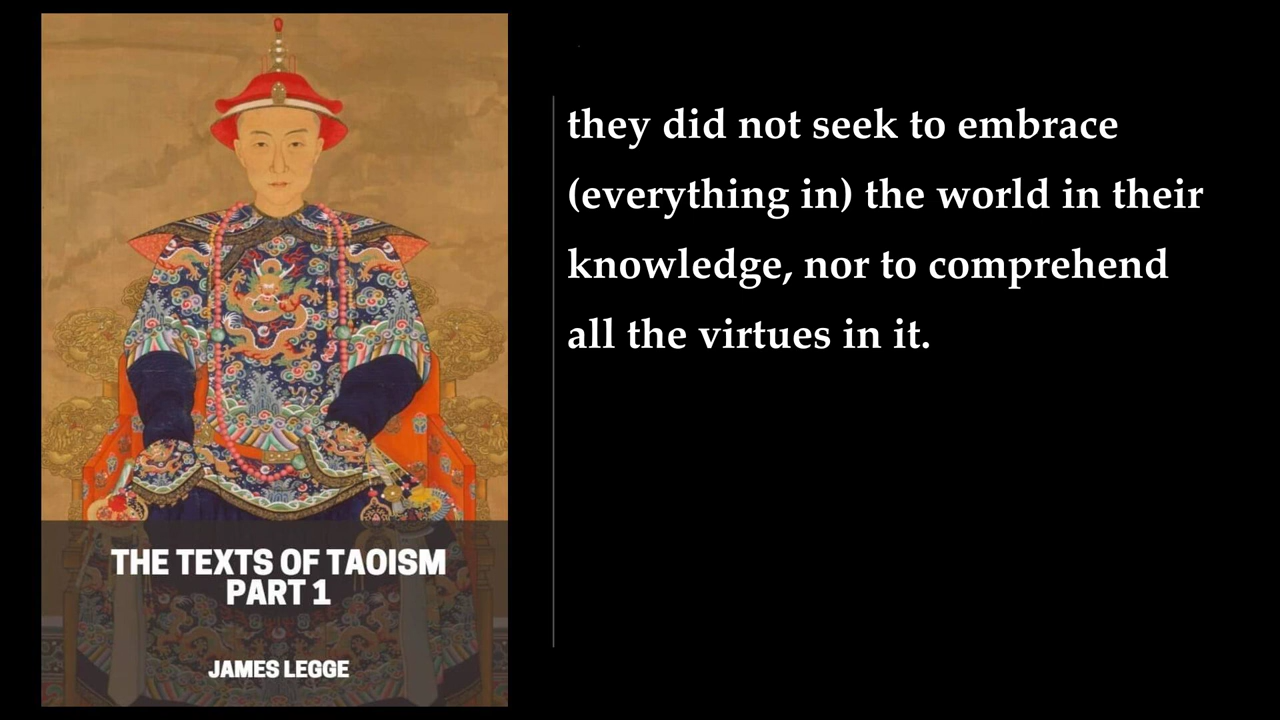 they did not seek to embrace
(everything in) the world in their
knowledge, nor to comprehend
all the virtues in it.
THE TEXTS OF TAOISM
PART 1
JAMES LEGGE